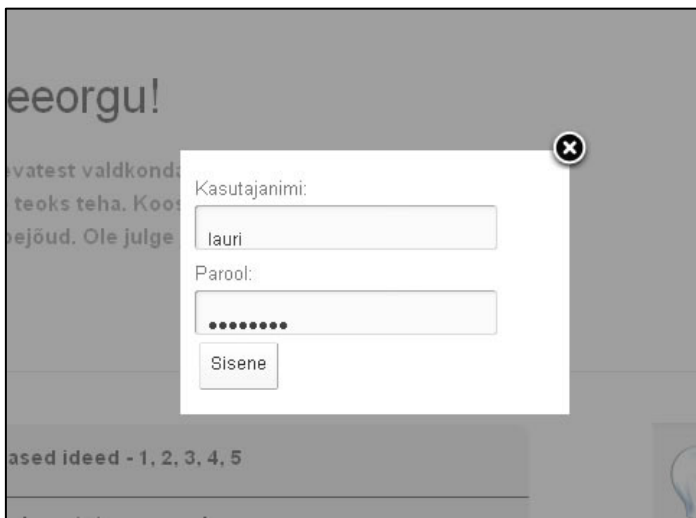 eeorgu!
evatest valdkonda
teoks teha. Koos
oejõud. Ole julge
Kasutajanimi:
lauri
Parool:
••••••••
Sisene
ased ideed - 1, 2, 3, 4, 5